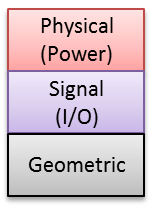 Physical
(Power)
Signal
(I/O)
Geometric